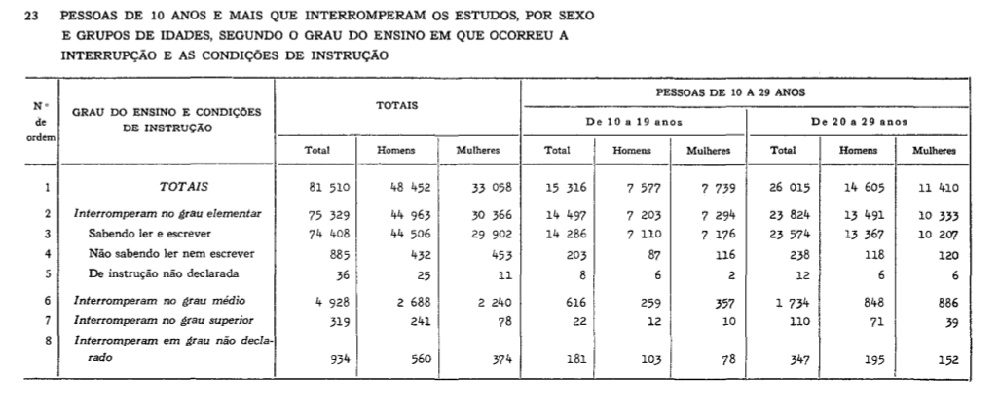 23 PESSOAS DE 10 ANOS E MAIS QUE INTERROMPERAM OS ESTUDOS, POR SEXO
E GRUPOS DE IDADES, SEGUNDO O GRAU DO ENSINO EM QUE OCORREU A
INTERRUPÇÃO E AS CONDIÇÕES DE INSTRUÇÃO
Nº de ordem
GRAU DO ENSINO E CONDIÇÕES
DE INSTRUÇÃO
TOTAIS
PESSOAS DE 10 A 29 ANOS
De 10 a 19 anos De 20 a 29 anos
Total Homens Mulheres Total Homens Mulheres Total Homens Mulheres
1 TOTAIS 81 510 48 452 33 058 15 316 7 577 7 739 26 015 14 605 11 410
2 Interromperam no grau elementar 75 329 44 963 30 366 14 497 7 203 7 294 23 824 13 491 10 333
3 Sabendo ler e escrever 74 408 44 506 29 902 14 286 7 110 7 176 23 574 13 367 10 207
4 Não sabendo ler nem escrever 885 432 453 203 87 116 238 118 120
5 De instrução não declarada 36 25 11 8 6 2 12 6 6
6 Interromperam no grau médio 4 928 2 688 2 240 616 259 357 1 734 848 886
7 Interromperam no grau superior 319 241 78 22 12 10 110 71 39
8 Interromperam em grau não decla-
rado 934 560 374 181 103 78 347 195 152